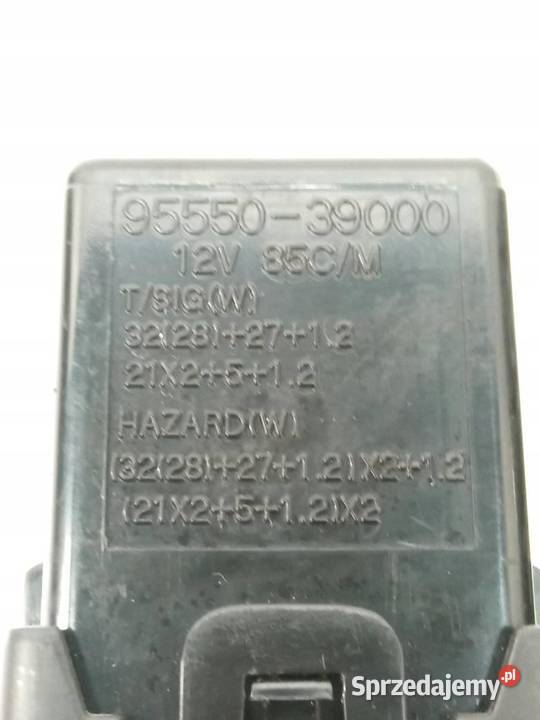 95550-39000
12V 85C/M
T/SIG(W)
32(28)+27+1.2
21X2+5+1.2
HAZARD(W)
(32(28)+27+1.2)X2+1.2
(21X2+5+1.2)X2
Sprzedajemy.pl